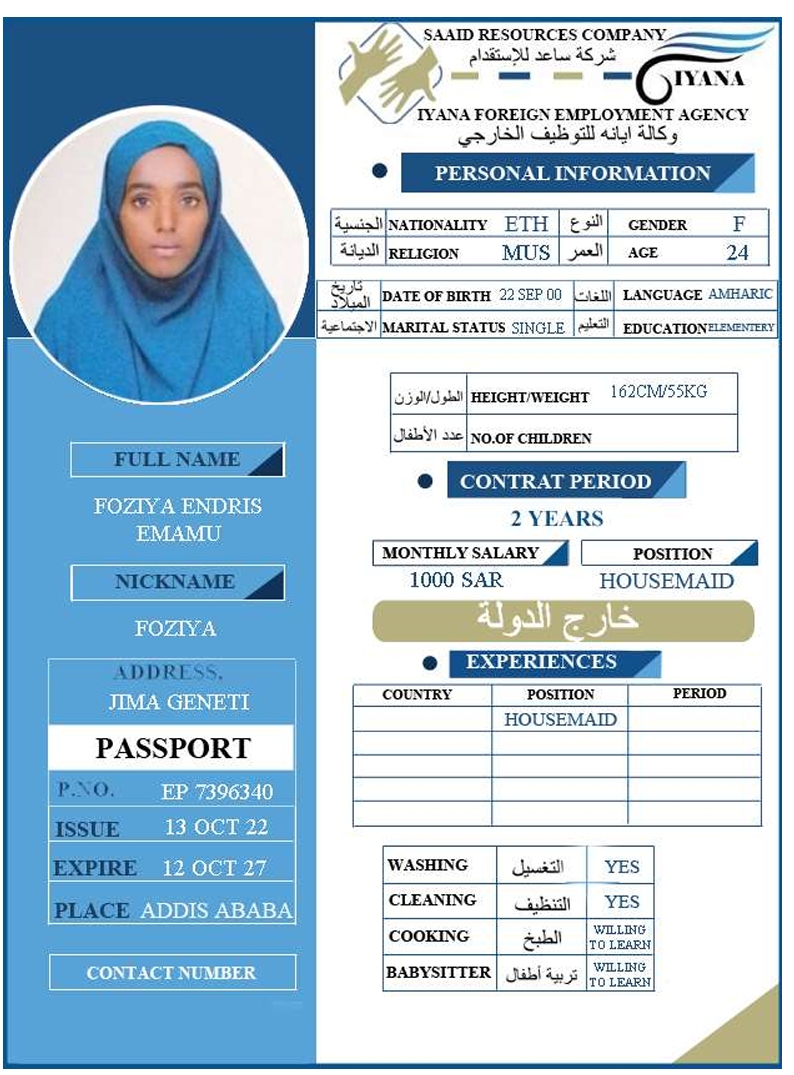 SAAID RESOURCES COMPANY
شركة ساعد للإستقدام
IYANA
IYANA FOREIGN EMPLOYMENT AGENCY
وكالة ايانه للتوظيف الخارجي
PERSONAL INFORMATION
الجنسية NATIONALITY ETH النوع GENDER F
الديانة RELIGION MUS العمر AGE 24
تاريخ الميلاد DATE OF BIRTH 22 SEP 00 اللغات LANGUAGE AMHARIC
الاجتماعية MARITAL STATUS SINGLE التعليم EDUCATION ELEMENTERY
الطول/الوزن HEIGHT/WEIGHT 162CM/55KG
عدد الأطفال NO.OF CHILDREN
FULL NAME
FOZIYA ENDRIS
EMAMU
NICKNAME
FOZIYA
ADDRESS.
JIMA GENETI
PASSPORT
P.NO. EP 7396340
ISSUE 13 OCT 22
EXPIRE 12 OCT 27
PLACE ADDIS ABABA
CONTACT NUMBER
CONTRAT PERIOD
2 YEARS
MONTHLY SALARY POSITION
1000 SAR HOUSEMAID
خارج الدولة
EXPERIENCES
COUNTRY POSITION PERIOD
HOUSEMAID
WASHING التغسيل YES
CLEANING التنظيف YES
COOKING الطبخ WILLING TO LEARN
BABYSITTER تربية أطفال WILLING TO LEARN